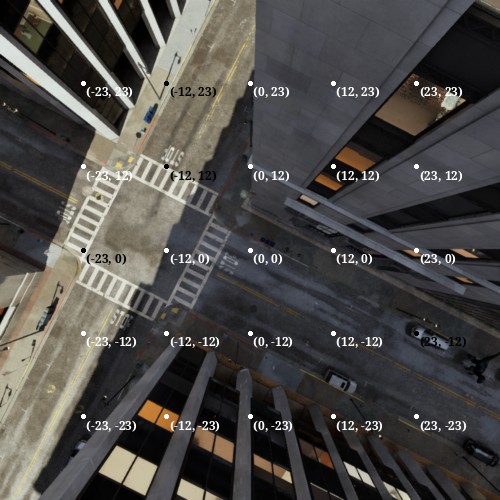 (-23, 23) (-12, 23) (0, 23) (12, 23) (23, 23)
(-23, 12) (-12, 12) (0, 12) (12, 12) (23, 12)
(-23, 0) (-12, 0) (0, 0) (12, 0) (23, 0)
(-23, -12) (-12, -12) (0, -12) (12, -12) (23, -12)
(-23, -23) (-12, -23) (0, -23) (12, -23) (23, -23)